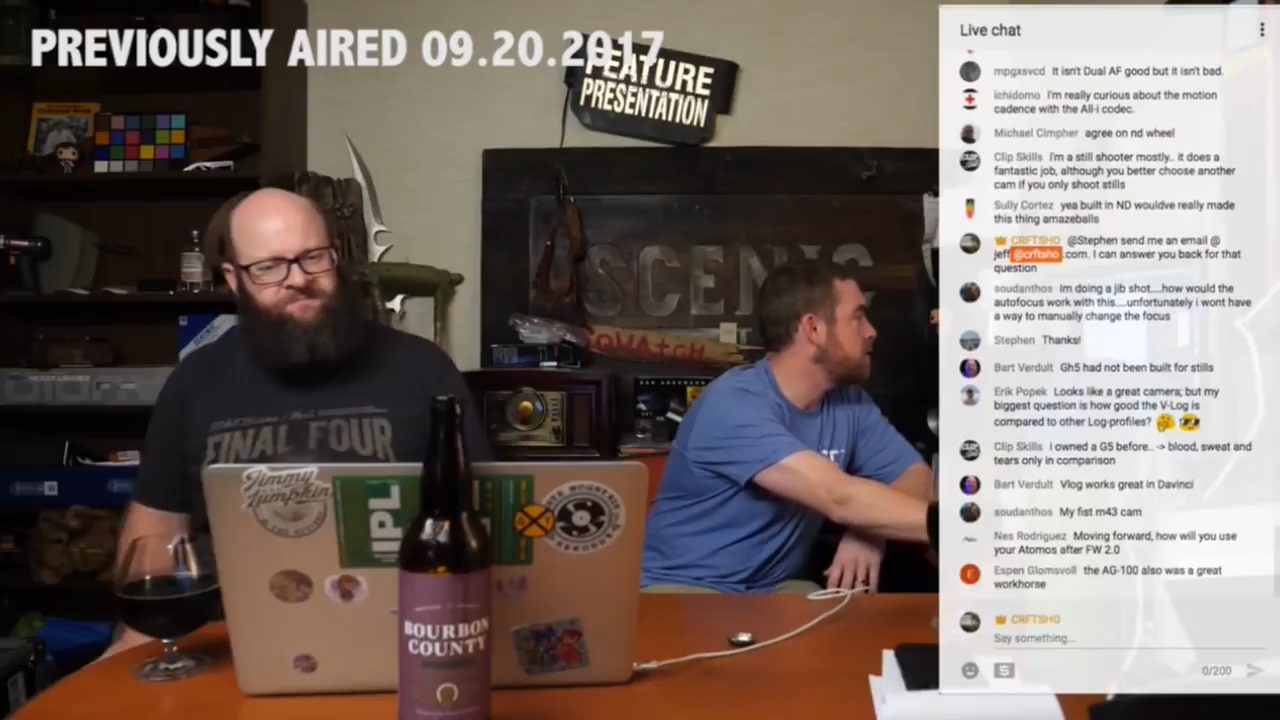 PREVIOUSLY AIRED 09.20.2017
FEATURE
PRESENTATION
SCENIC
SQUATCH
FINAL FOUR
Jimmy
Lumpkin
IPL
BOURBON
COUNTY
Live chat
mpgxsvcd It isn't Dual AF good but it isn't bad.
Ichidomo I'm really curious about the motion
cadence with the All-i codec.
Michael Cimpher agree on nd wheel
Clip Skills i'm a still shooter mostly.. it does a
fantastic job, although you better choose another
cam if you only shoot stills
Sully Cortez yea built in ND wouldve really made
this thing amazeballs
CRFTSHO @Stephen send me an email @
jeff@crftsho.com. I can answer you back for that
question
soudanthos Im doing a jib shot....how would the
autofocus work with this....unfortunately i wont have
a way to manually change the focus
Stephen Thanks!
Bart Verdult Gh5 had not been built for stills
Erik Popek Looks like a great camera; but my
biggest question is how good the V-Log is
compared to other Log-profiles?
Clip Skills i owned a G5 before.. -> blood, sweat and
tears only in comparison
Bart Verdult Vlog works great in Davinci
soudanthos My fist m43 cam
Nes Rodriguez Moving forward, how will you use
your Atomos after FW 2.0
Espen Glomsvoll the AG-100 also was a great
workhorse
CRFTSHO
Say something...
0/200